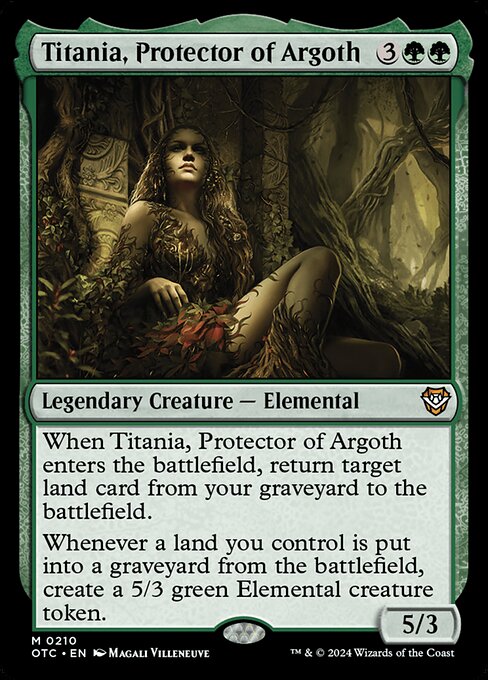 Titania, Protector of Argoth 3
Legendary Creature — Elemental
When Titania, Protector of Argoth
enters the battlefield, return target
land card from your graveyard to the
battlefield.
Whenever a land you control is put
into a graveyard from the battlefield,
create a 5/3 green Elemental creature
token.
5/3
M 0210
OTC • EN Magali Villeneuve
™ & © 2024 Wizards of the Coast